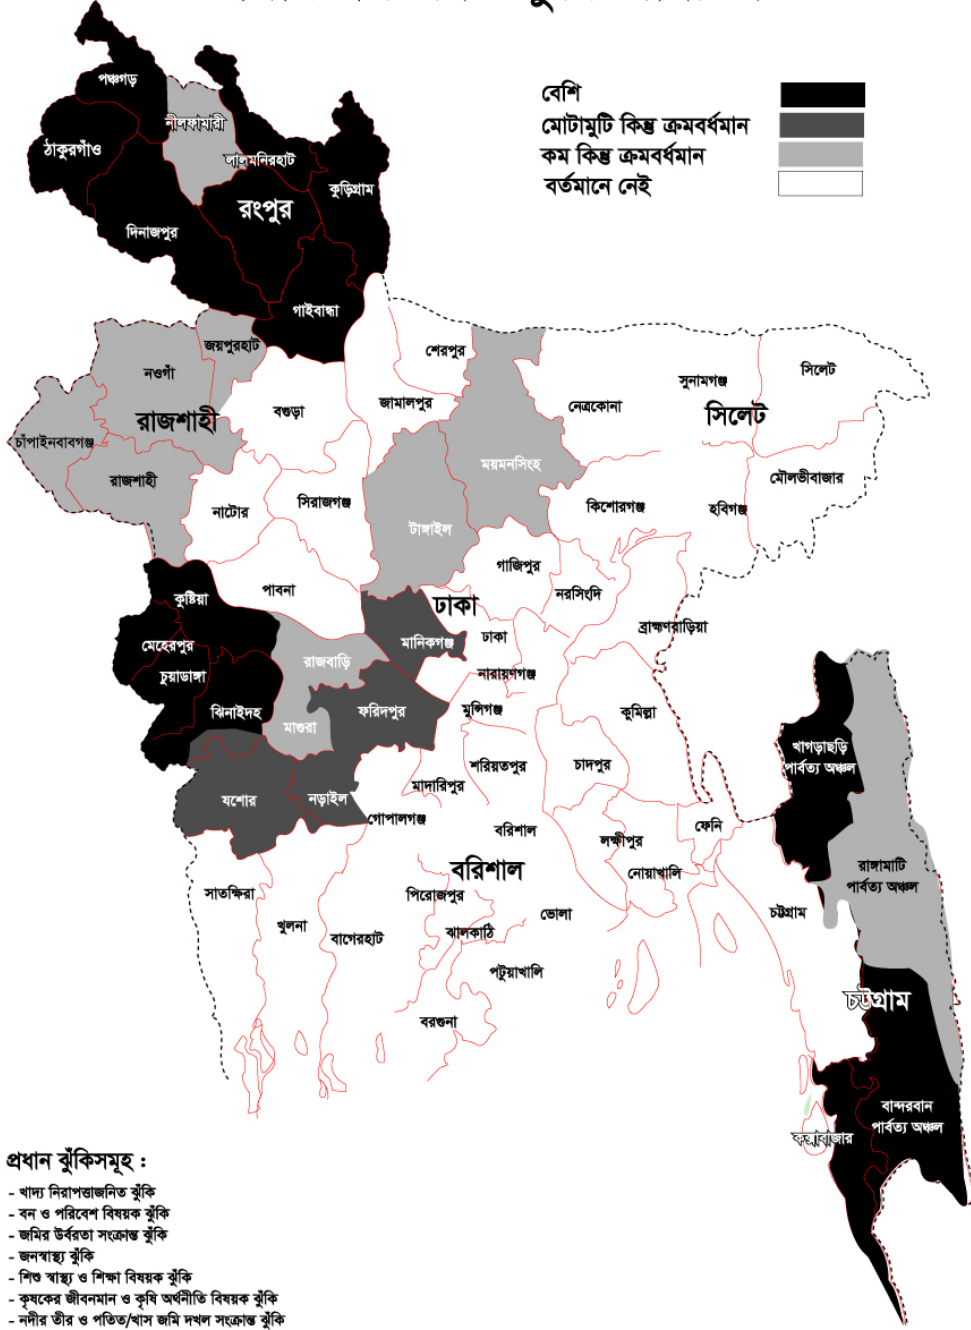 বেশি
মোটামুটি কিন্তু ক্রমবর্ধমান
কম কিন্তু ক্রমবর্ধমান
বর্তমানে নেই
পঞ্চগড়
নীলফামারী
ঠাকুরগাঁও
লালমনিরহাট
কুড়িগ্রাম
রংপুর
দিনাজপুর
গাইবান্ধা
জয়পুরহাট
শেরপুর
নওগাঁ
সিলেট
সুনামগঞ্জ
জামালপুর
নেত্রকোনা
বগুড়া
সিলেট
রাজশাহী
চাঁপাইনবাবগঞ্জ
ময়মনসিংহ
মৌলভীবাজার
রাজশাহী
সিরাজগঞ্জ
কিশোরগঞ্জ
হবিগঞ্জ
নাটোর
টাঙ্গাইল
গাজিপুর
পাবনা
নরসিংদি
কুষ্টিয়া
ঢাকা
ব্রাহ্মণবাড়িয়া
মানিকগঞ্জ
ঢাকা
মেহেরপুর
রাজবাড়ি
চুয়াডাঙ্গা
নারায়ণগঞ্জ
ঝিনাইদহ
ফরিদপুর
মুন্সিগঞ্জ
কুমিল্লা
মাগুরা
খাগড়াছড়ি
পার্বত্য অঞ্চল
শরিয়তপুর
চাদপুর
মাদারিপুর
যশোর
নড়াইল
গোপালগঞ্জ
বরিশাল
ফেনি
লক্ষীপুর
বরিশাল
নোয়াখালি
রাঙ্গামাটি
পার্বত্য অঞ্চল
সাতক্ষিরা
পিরোজপুর
ভোলা
চট্টগ্রাম
খুলনা
বাগেরহাট
ঝালকাঠি
পটুয়াখালি
চট্টগ্রাম
বরগুনা
বান্দরবান
পার্বত্য অঞ্চল
কক্সবাজার
প্রধান ঝুঁকিসমূহ :
- খাদ্য নিরাপত্তাজনিত ঝুঁকি
- বন ও পরিবেশ বিষয়ক ঝুঁকি
- জমির উর্বরতা সংক্রান্ত ঝুঁকি
- জনস্বাস্থ্য ঝুঁকি
- শিশু স্বাস্থ্য ও শিক্ষা বিষয়ক ঝুঁকি
- কৃষকের জীবনমান ও কৃষি অর্থনীতি বিষয়ক ঝুঁকি
- নদীর তীর ও পতিত/খাস জমি দখল সংক্রান্ত ঝুঁকি